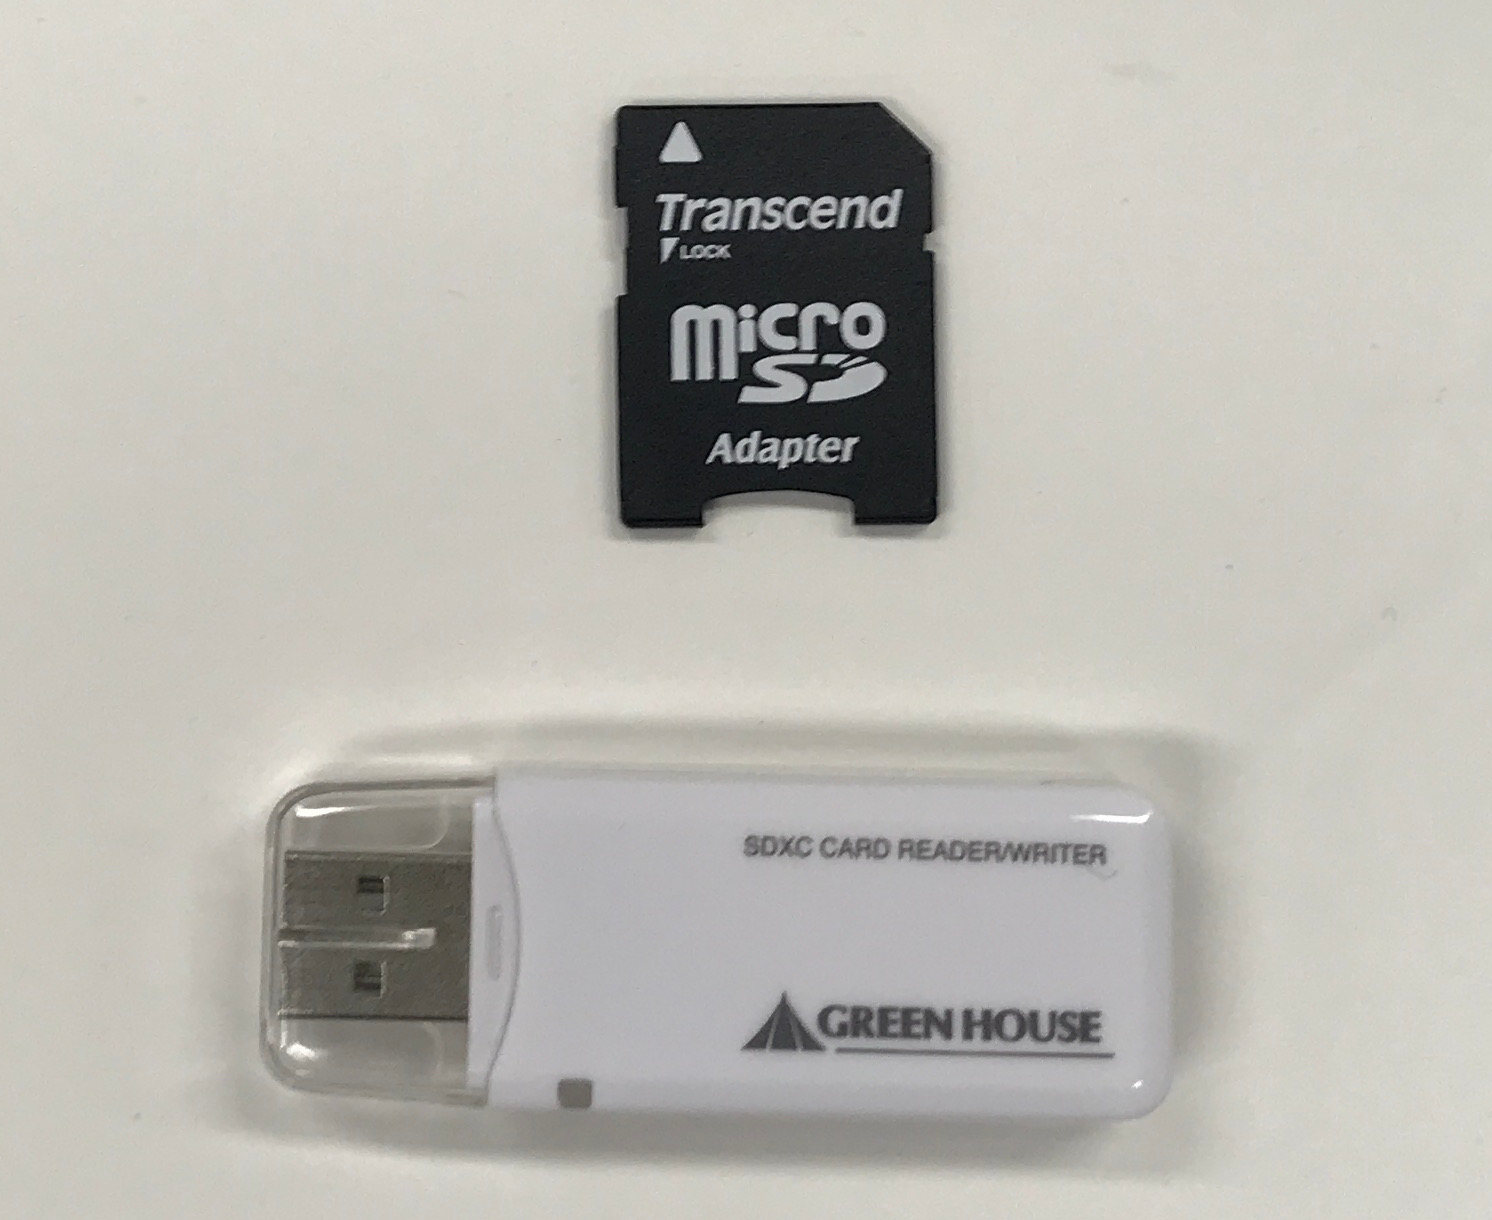 Transcend
LOCK
micro
SD
Adapter
SDXC CARD READER/WRITER
GREEN HOUSE